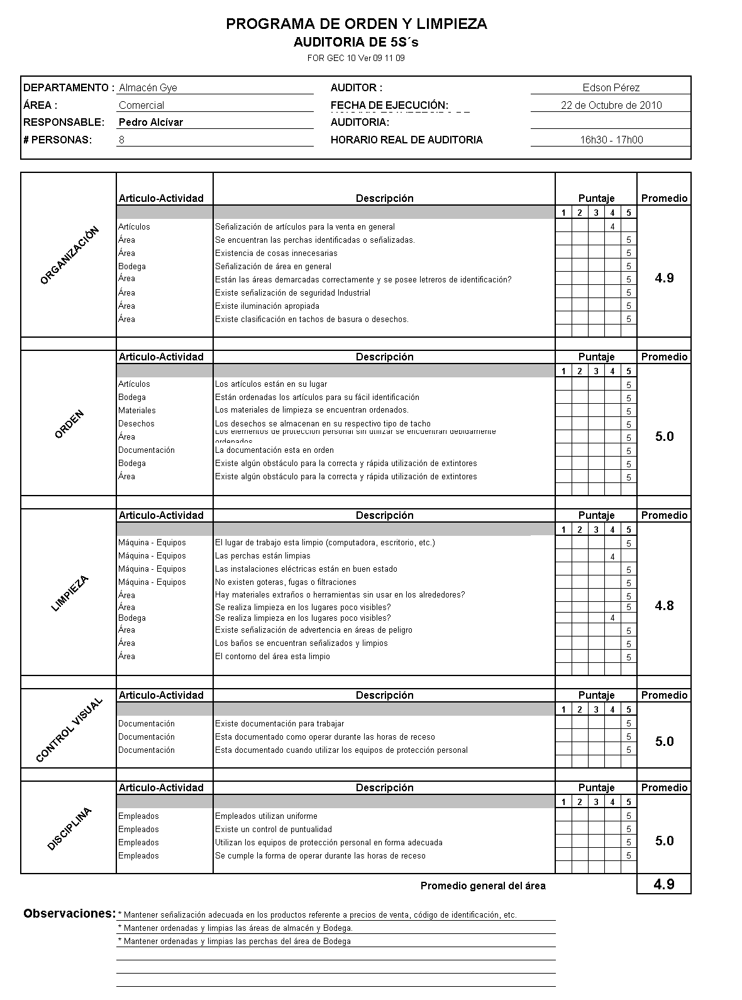 PROGRAMA DE ORDEN Y LIMPIEZA
AUDITORIA DE 5S´s
FOR GEC 10 Ver 09 11 09
DEPARTAMENTO : Almacén Gye AUDITOR : Edson Pérez
ÁREA : Comercial FECHA DE EJECUCIÓN: 22 de Octubre de 2010
RESPONSABLE: Pedro Alcívar AUDITORIA:
# PERSONAS: 8 HORARIO REAL DE AUDITORIA 16h30 - 17h00
ORGANIZACIÓN
Articulo-Actividad Descripción Puntaje Promedio
1 2 3 4 5
Artículos Señalización de artículos para la venta en general 4
Área Se encuentran las perchas identificadas o señalizadas. 5
Área Existencia de cosas innecesarias 5
Bodega Señalización de área en general 5
Área Están las áreas demarcadas correctamente y se posee letreros de identificación? 5 4.9
Área Existe señalización de seguridad Industrial 5
Área Existe iluminación apropiada 5
Área Existe clasificación en tachos de basura o desechos. 5
ORDEN
Articulo-Actividad Descripción Puntaje Promedio
1 2 3 4 5
Artículos Los artículos están en su lugar 5
Bodega Están ordenadas los artículos para su fácil identificación 5
Materiales Los materiales de limpieza se encuentran ordenados. 5
Desechos Los desechos se almacenan en su respectivo tipo de tacho 5
Área Los elementos de protección personal sin utilizar se encuentran debidamente 5 5.0
ordenados
Documentación La documentación esta en orden 5
Bodega Existe algún obstáculo para la correcta y rápida utilización de extintores 5
Área Existe algún obstáculo para la correcta y rápida utilización de extintores 5
LIMPIEZA
Articulo-Actividad Descripción Puntaje Promedio
1 2 3 4 5
Máquina - Equipos El lugar de trabajo esta limpio (computadora, escritorio, etc.) 5
Máquina - Equipos Las perchas están limpias 4
Máquina - Equipos Las instalaciones eléctricas están en buen estado 5
Máquina - Equipos No existen goteras, fugas o filtraciones 5
Área Hay materiales extraños o herramientas sin usar en los alrededores? 5
Área Se realiza limpieza en los lugares poco visibles? 5 4.8
Bodega Se realiza limpieza en los lugares poco visibles? 4
Área Existe señalización de advertencia en áreas de peligro 5
Área Los baños se encuentran señalizados y limpios 5
Área El contorno del área esta limpio 5
CONTROL VISUAL
Articulo-Actividad Descripción Puntaje Promedio
1 2 3 4 5
Documentación Existe documentación para trabajar 5
Documentación Esta documentado como operar durante las horas de receso 5 5.0
Documentación Esta documentado cuando utilizar los equipos de protección personal 5
DISCIPLINA
Articulo-Actividad Descripción Puntaje Promedio
1 2 3 4 5
Empleados Empleados utilizan uniforme 5
Empleados Existe un control de puntualidad 5
Empleados Utilizan los equipos de protección personal en forma adecuada 5 5.0
Empleados Se cumple la forma de operar durante las horas de receso 5
Promedio general del área 4.9
Observaciones: * Mantener señalización adecuada en los productos referente a precios de venta, código de identificación, etc.
* Mantener ordenadas y limpias las áreas de almacén y Bodega.
* Mantener ordenadas y limpias las perchas del área de Bodega